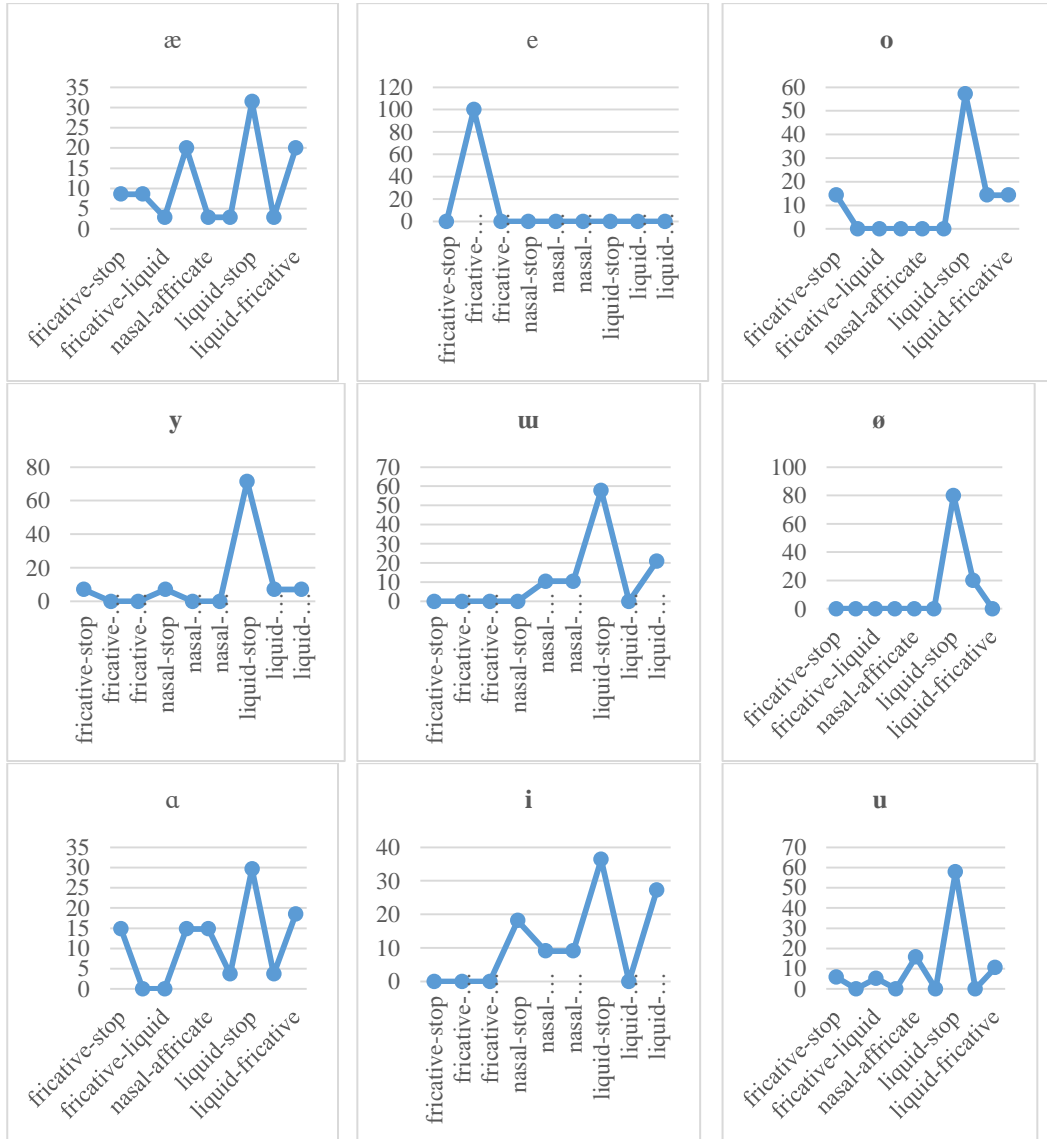 æ
35
30
25
20
15
10
5
0
fricative-stop
fricative-liquid
nasal-affricate
liquid-stop
liquid-fricative
e
120
100
80
60
40
20
0
fricative-stop
fricative-…
fricative-…
nasal-stop
nasal-…
nasal-…
liquid-stop
liquid-…
liquid-…
o
60
50
40
30
20
10
0
fricative-stop
fricative-liquid
nasal-affricate
liquid-stop
liquid-fricative
y
80
60
40
20
0
fricative-stop
fricative-…
fricative-…
nasal-stop
nasal-…
nasal-…
liquid-stop
liquid-…
liquid-…
ɯ
70
60
50
40
30
20
10
0
fricative-stop
fricative-…
fricative-…
nasal-stop
nasal-…
nasal-…
liquid-stop
liquid-…
liquid-…
ø
100
80
60
40
20
0
fricative-stop
fricative-liquid
nasal-affricate
liquid-stop
liquid-fricative
ɑ
35
30
25
20
15
10
5
0
fricative-stop
fricative-liquid
nasal-affricate
liquid-stop
liquid-fricative
i
40
30
20
10
0
fricative-stop
fricative-…
fricative-…
nasal-stop
nasal-…
nasal-…
liquid-stop
liquid-…
liquid-…
u
70
60
50
40
30
20
10
0
fricative-stop
fricative-liquid
nasal-affricate
liquid-stop
liquid-fricative